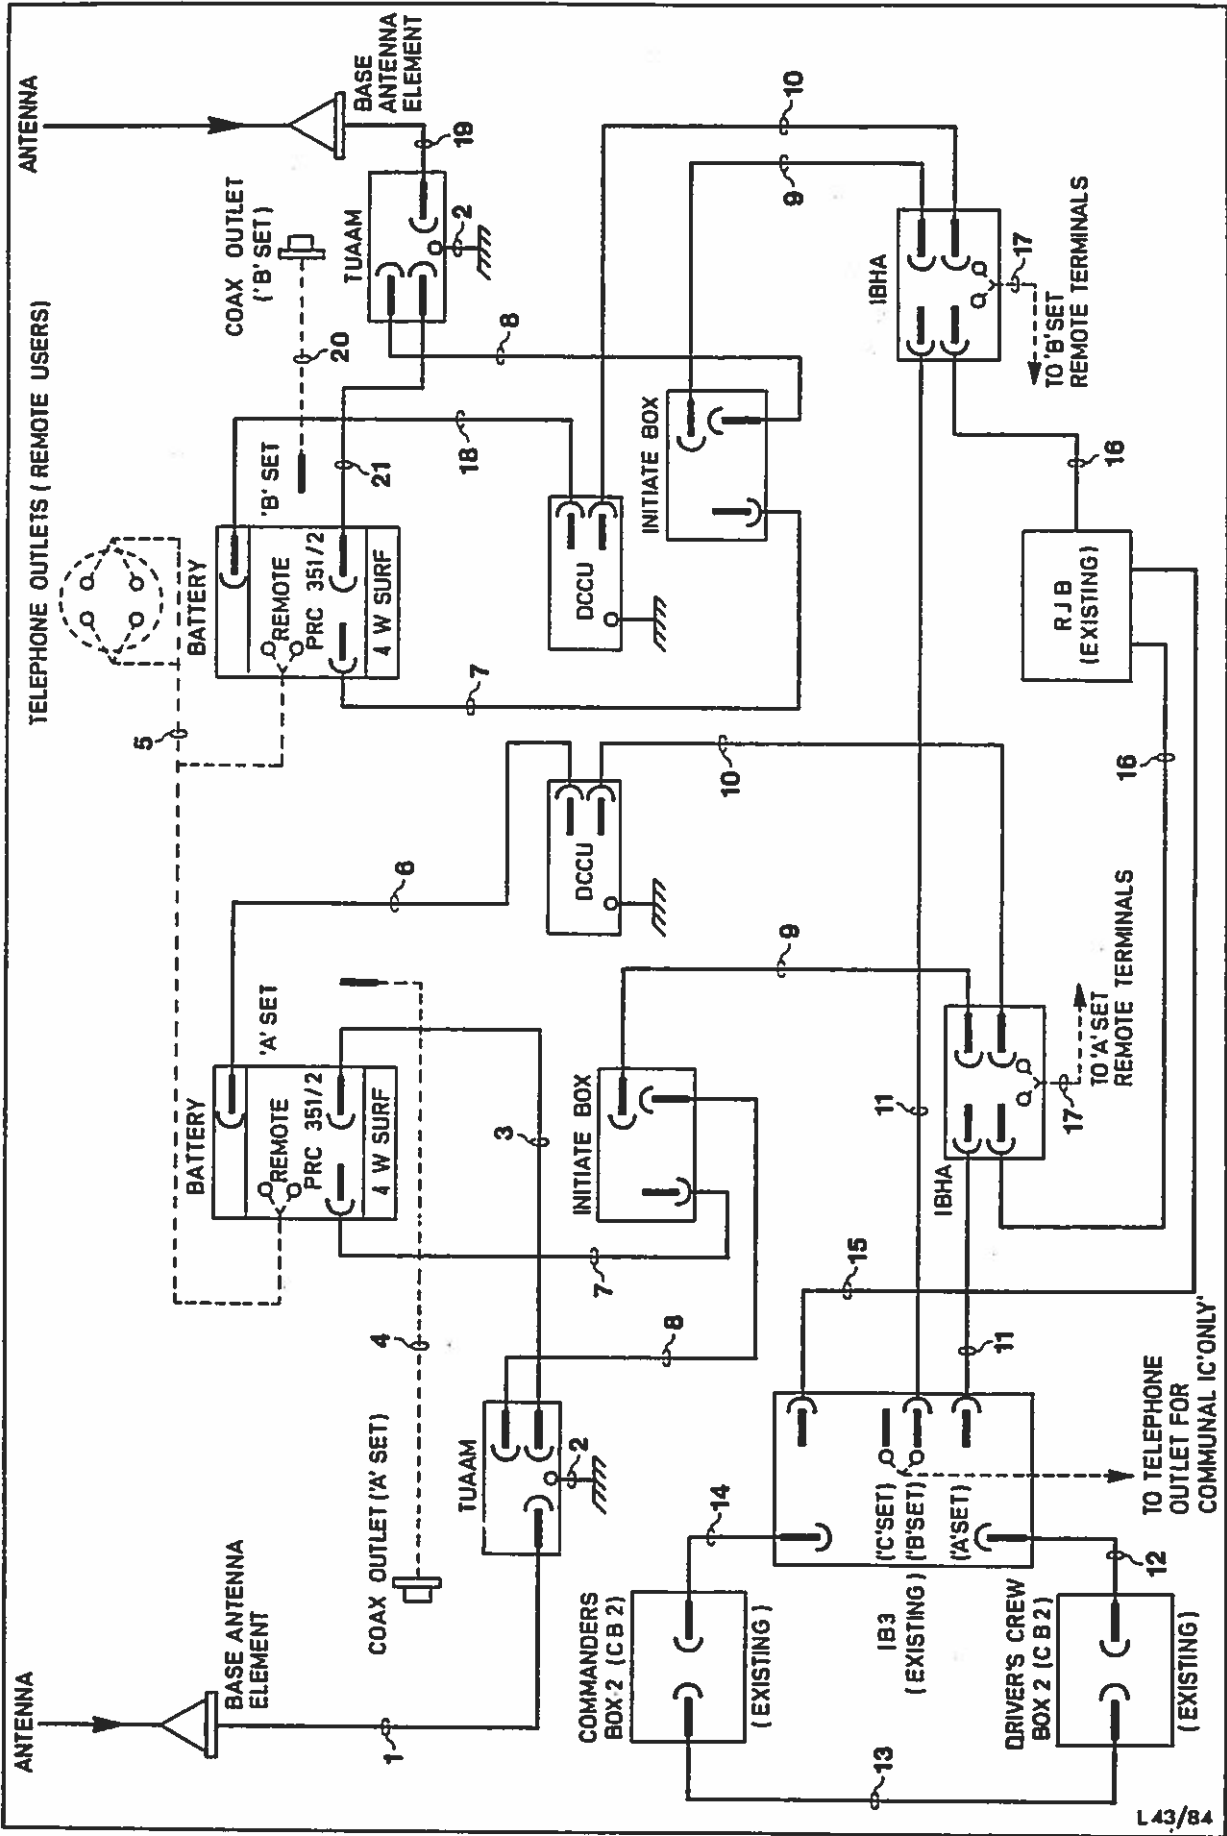 ANTENNA
BASE ANTENNA
ELEMENT
1
COAX OUTLET ('A' SET)
4
TUAAM
2
8
3
7
BATTERY
'A' SET
REMOTE
PRC 351/2
4 W SURF
6
INITIATE BOX
9
DCCU
10
TELEPHONE OUTLETS (REMOTE USERS)
5
BATTERY
'B' SET
REMOTE
PRC 351/2
4 W SURF
7
18
21
20
COAX OUTLET
('B' SET)
ANTENNA
BASE
ANTENNA
ELEMENT
19
TUAAM
2
8
DCCU
INITIATE BOX
9
10
COMMANDERS
BOX 2 (CB2)
(EXISTING)
14
13
DRIVER'S CREW
BOX 2 (CB2)
(EXISTING)
12
IB3
(EXISTING)
('C' SET)
('B' SET)
('A' SET)
TO TELEPHONE
OUTLET FOR
COMMUNAL IC'ONLY'
15
11
11
IBHA
17
TO 'A' SET
REMOTE TERMINALS
16
RJB
(EXISTING)
16
IBHA
17
TO 'B' SET
REMOTE TERMINALS
L43/84